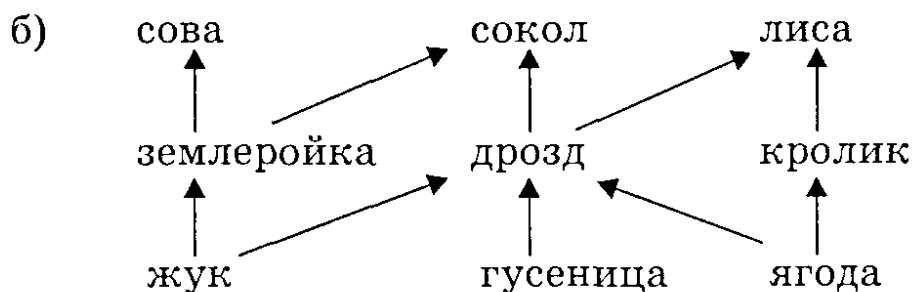 б) сова сокол лиса
землеройка дрозд кролик
жук гусеница ягода